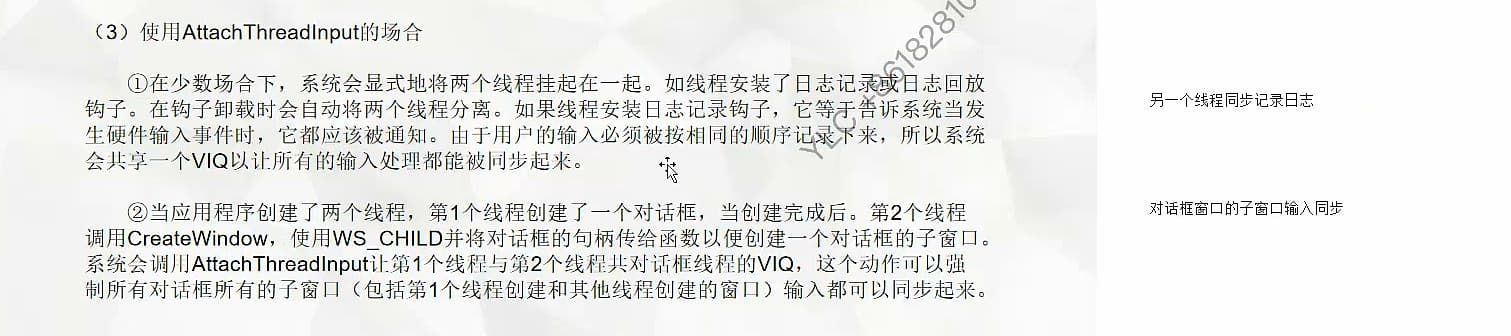 （3）使用AttachThreadInput的场合
①在少数场合下，系统会显式地将两个线程挂起在一起。如线程安装了日志记录或日志回放
钩子。在钩子卸载时会自动将两个线程分离。如果线程安装日志记录钩子，它等于告诉系统当发
生硬件输入事件时，它都应该被通知。由于用户的输入必须被按相同的顺序记录下来，所以系统
会共享一个VIQ以让所有的输入处理都能被同步起来。
②当应用程序创建了两个线程，第1个线程创建了一个对话框，当创建完成后。第2个线程
调用CreateWindow，使用WS_CHILD并将对话框的句柄传给函数以便创建一个对话框的子窗口。
系统会调用AttachThreadInput让第1个线程与第2个线程共对话框线程的VIQ，这个动作可以强
制所有对话框所有的子窗口（包括第1个线程创建和其他线程创建的窗口）输入都可以同步起来。
另一个线程同步记录日志
对话框窗口的子窗口输入同步